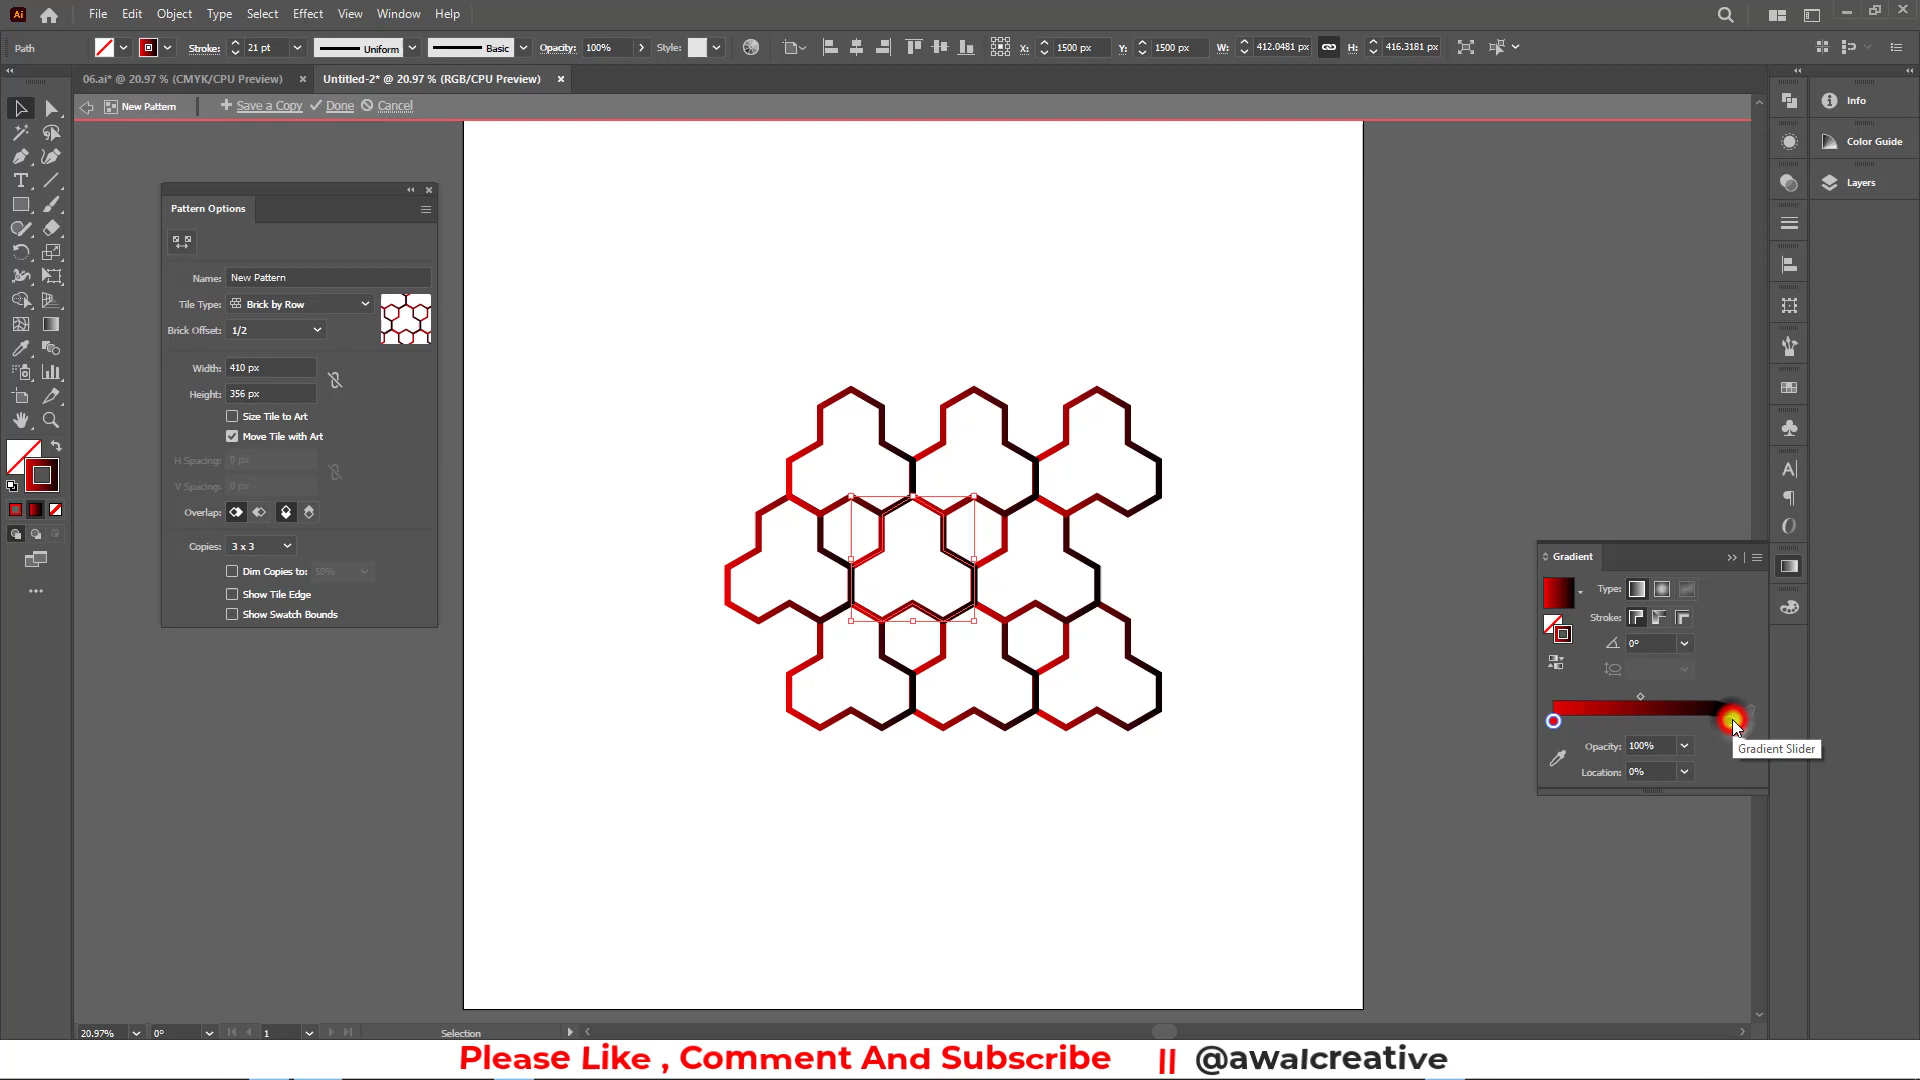 Ai File Edit Object Type Select Effect View Window Help
Path Stroke: 21 pt Uniform Basic Opacity: 100% Style: X: 1500 px Y: 1500 px W: 412.0481 px H: 416.3181 px
06.ai* @ 20.97 % (CMYK/CPU Preview) × Untitled-2* @ 20.97 % (RGB/CPU Preview) ×
New Pattern + Save a Copy Done Cancel
Info
Color Guide
Layers
Pattern Options
Name: New Pattern
Tile Type: Brick by Row
Brick Offset: 1/2
Width: 410 px
Height: 356 px
Size Tile to Art
Move Tile with Art
H Spacing: 0 px
V Spacing: 0 px
Overlap:
Copies: 3 x 3
Dim Copies to: 50%
Show Tile Edge
Show Swatch Bounds
Gradient
Type:
Stroke:
0°
Opacity: 100%
Location: 0%
Gradient Slider
20.97% 0° 1 Selection
Please Like , Comment And Subscribe || @awalcreative